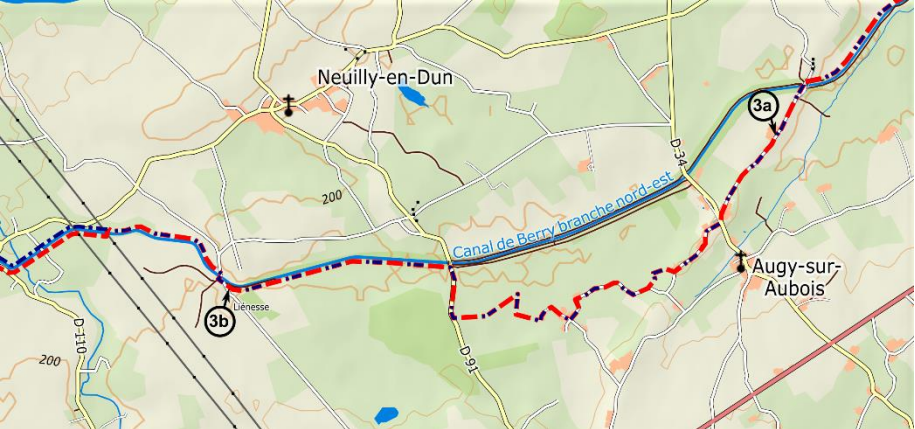 Neuilly-en-Dun
3a
D-34
200
Canal de Berry branche nord-est
Augy-sur-
Aubois
Liénesse
3b
D-110
D-91
200